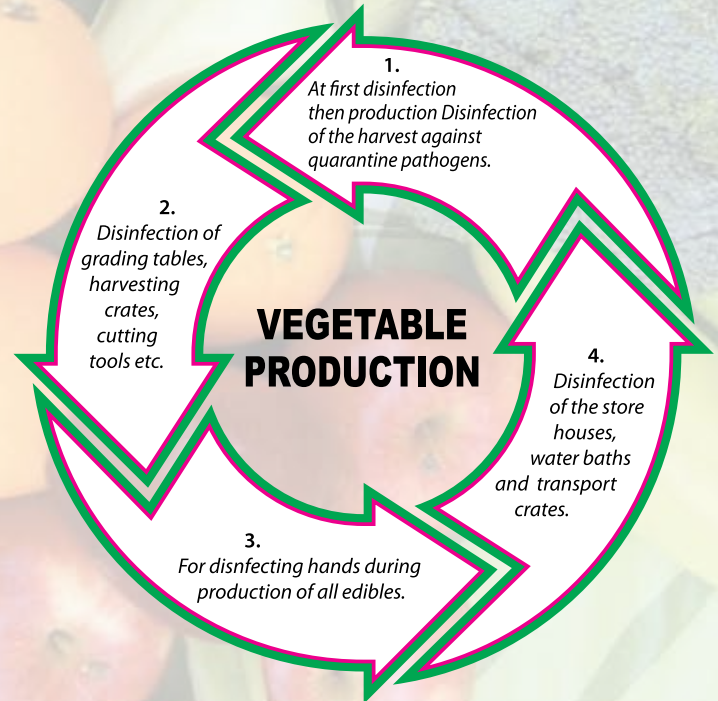 1.
At first disinfection
then production Disinfection
of the harvest against
quarantine pathogens.
2.
Disinfection of
grading tables,
harvesting
crates,
cutting
tools etc.
VEGETABLE
PRODUCTION
3.
For disnfecting hands during
production of all edibles.
4.
Disinfection
of the store
houses,
water baths
and transport
crates.